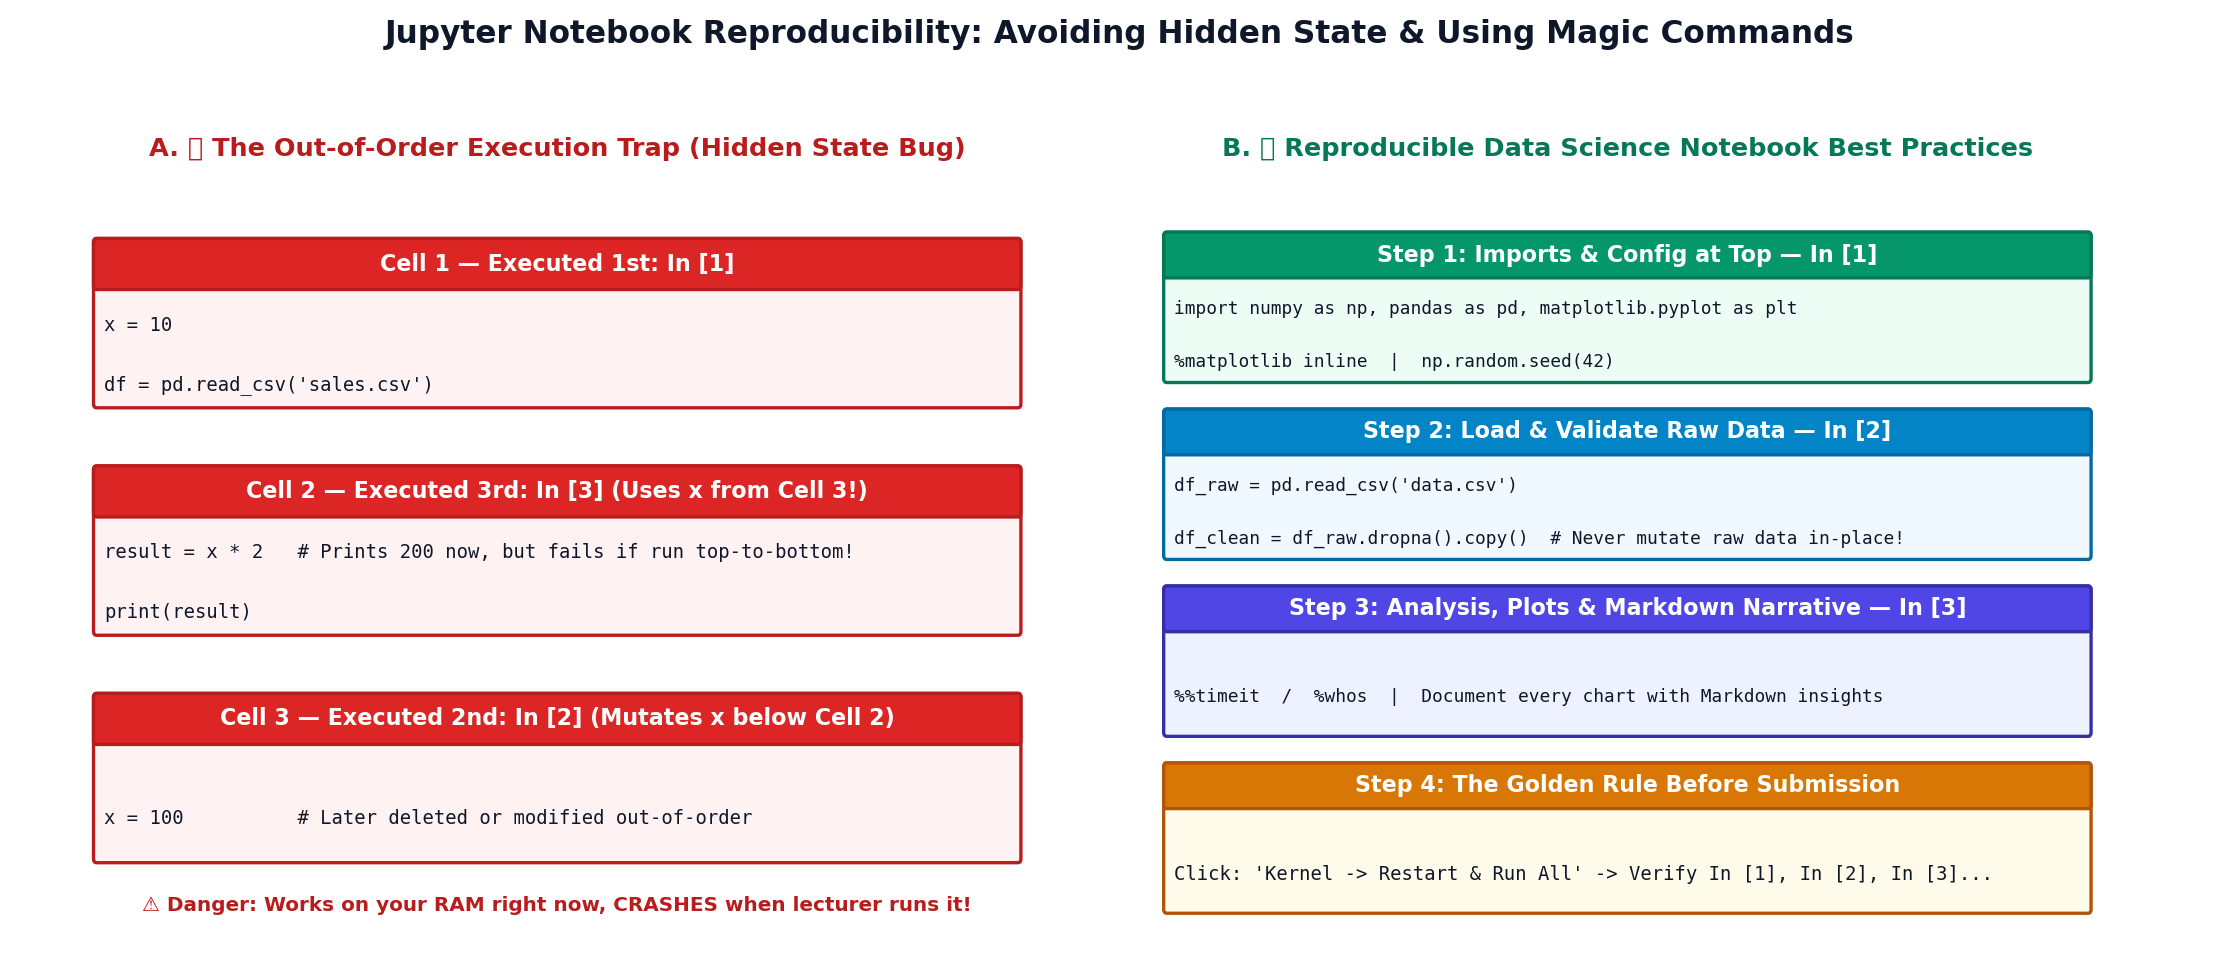 Jupyter Notebook Reproducibility: Avoiding Hidden State & Using Magic Commands
A. ▯ The Out-of-Order Execution Trap (Hidden State Bug)
Cell 1 — Executed 1st: In [1]
x = 10
df = pd.read_csv('sales.csv')
Cell 2 — Executed 3rd: In [3] (Uses x from Cell 3!)
result = x * 2   # Prints 200 now, but fails if run top-to-bottom!
print(result)
Cell 3 — Executed 2nd: In [2] (Mutates x below Cell 2)
x = 100          # Later deleted or modified out-of-order
⚠ Danger: Works on your RAM right now, CRASHES when lecturer runs it!
B. ▯ Reproducible Data Science Notebook Best Practices
Step 1: Imports & Config at Top — In [1]
import numpy as np, pandas as pd, matplotlib.pyplot as plt
%matplotlib inline  |  np.random.seed(42)
Step 2: Load & Validate Raw Data — In [2]
df_raw = pd.read_csv('data.csv')
df_clean = df_raw.dropna().copy()  # Never mutate raw data in-place!
Step 3: Analysis, Plots & Markdown Narrative — In [3]
%%timeit  /  %whos  |  Document every chart with Markdown insights
Step 4: The Golden Rule Before Submission
Click: 'Kernel -> Restart & Run All' -> Verify In [1], In [2], In [3]...